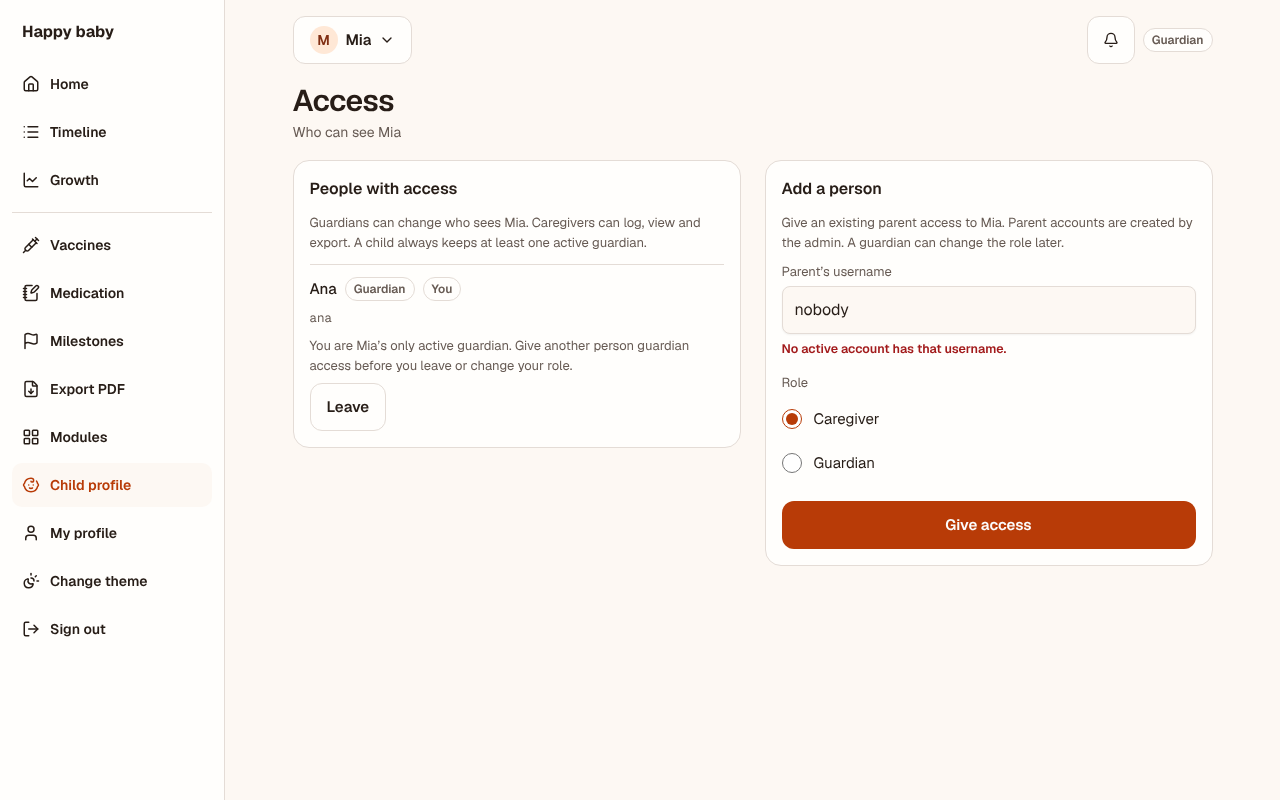 Happy baby
Home
Timeline
Growth
Vaccines
Medication
Milestones
Export PDF
Modules
Child profile
My profile
Change theme
Sign out
M Mia
Guardian
Access
Who can see Mia
People with access
Guardians can change who sees Mia. Caregivers can log, view and
export. A child always keeps at least one active guardian.
Ana Guardian You
ana
You are Mia’s only active guardian. Give another person guardian
access before you leave or change your role.
Leave
Add a person
Give an existing parent access to Mia. Parent accounts are created by
the admin. A guardian can change the role later.
Parent’s username
nobody
No active account has that username.
Role
Caregiver
Guardian
Give access